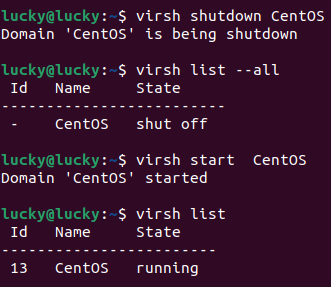 lucky@lucky:~$ virsh shutdown CentOS
Domain 'CentOS' is being shutdown
lucky@lucky:~$ virsh list --all
 Id   Name     State
-------------------------
 -    CentOS   shut off
lucky@lucky:~$ virsh start  CentOS
Domain 'CentOS' started
lucky@lucky:~$ virsh list
 Id   Name     State
------------------------
 13   CentOS   running